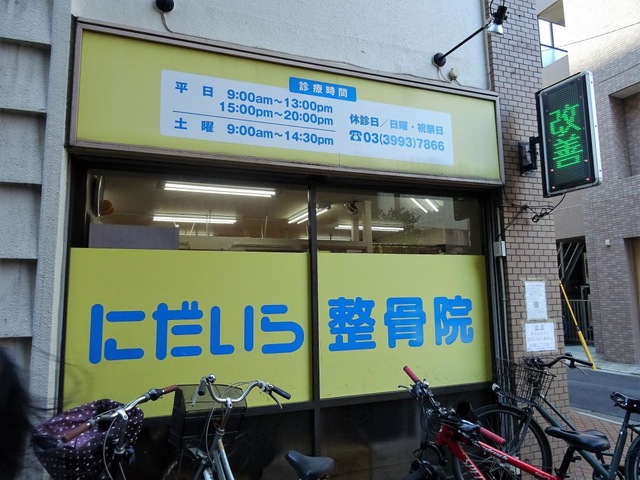 診療時間
平日 9:00am～13:00pm
15:00pm～20:00pm
土曜 9:00am～14:30pm
休診日／日曜・祝祭日
☎03(3993)7866
改善
にだいら 整骨院